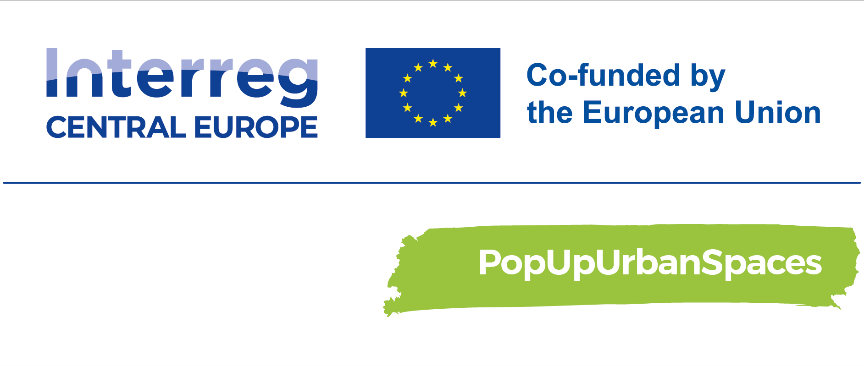 Interreg
CENTRAL EUROPE
Co-funded by
the European Union
PopUpUrbanSpaces